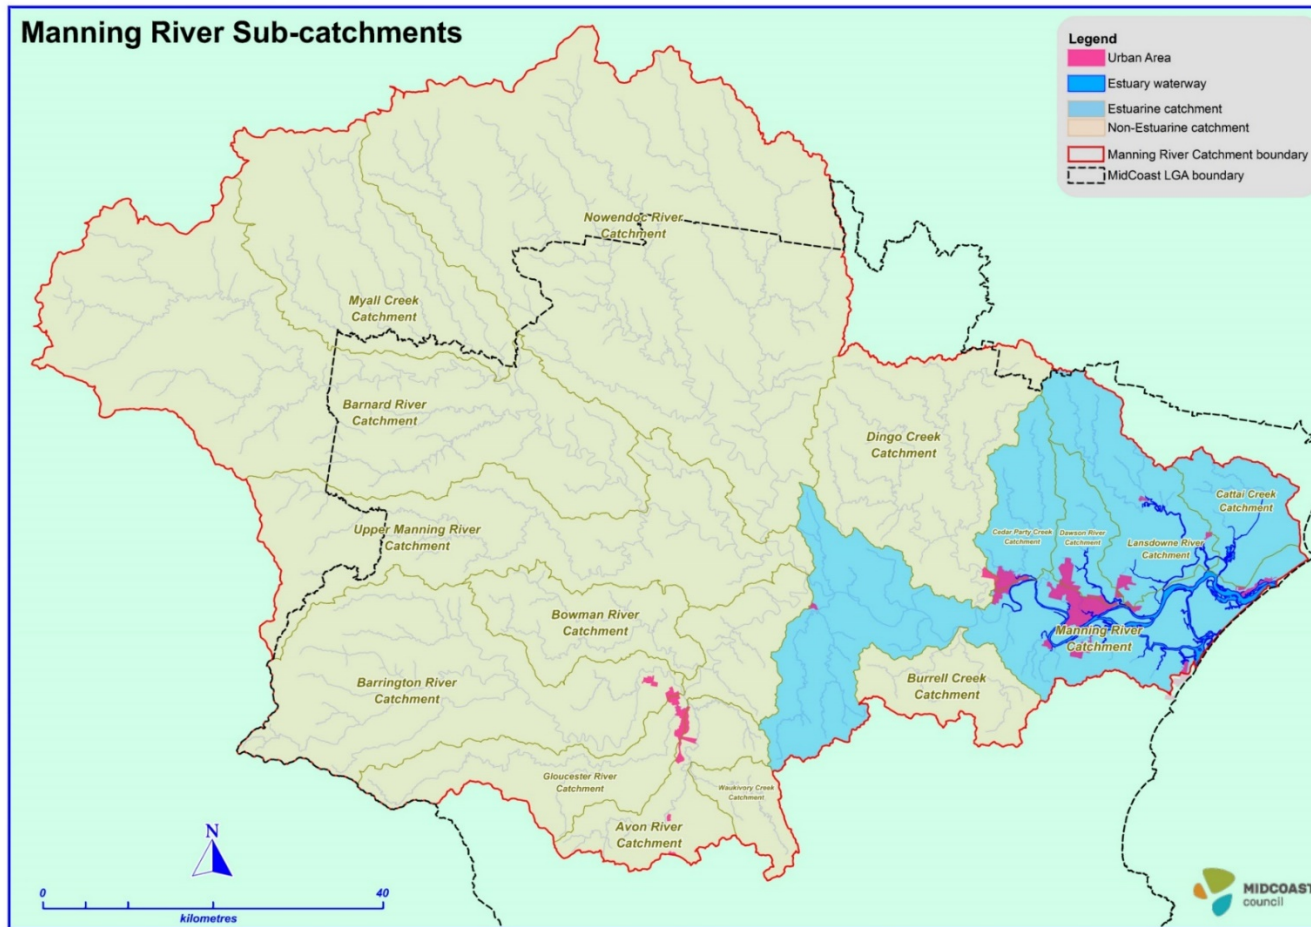 Manning River Sub-catchments
Legend
Urban Area
Estuary waterway
Estuarine catchment
Non-Estuarine catchment
Manning River Catchment boundary
MidCoast LGA boundary
Nowendoc River
Catchment
Myall Creek
Catchment
Barnard River
Catchment
Dingo Creek
Catchment
Cattai Creek
Catchment
Upper Manning River
Catchment
Cedar Party Creek
Catchment
Dawson River
Catchment
Lansdowne River
Catchment
Bowman River
Catchment
Manning River
Catchment
Barrington River
Catchment
Burrell Creek
Catchment
Gloucester River
Catchment
Waukivory Creek
Catchment
Avon River
Catchment
N
0 40
kilometres
MIDCOAST
council